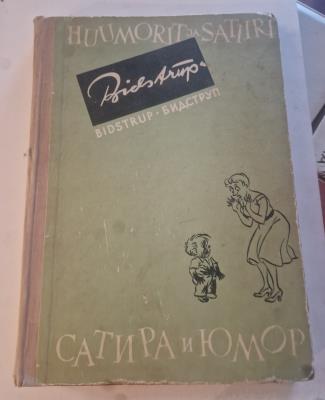 HUUMORIT JA SATIIRI
Bidstrup
BIDSTRUP · БИДСТРУП
САТИРА И ЮМОР